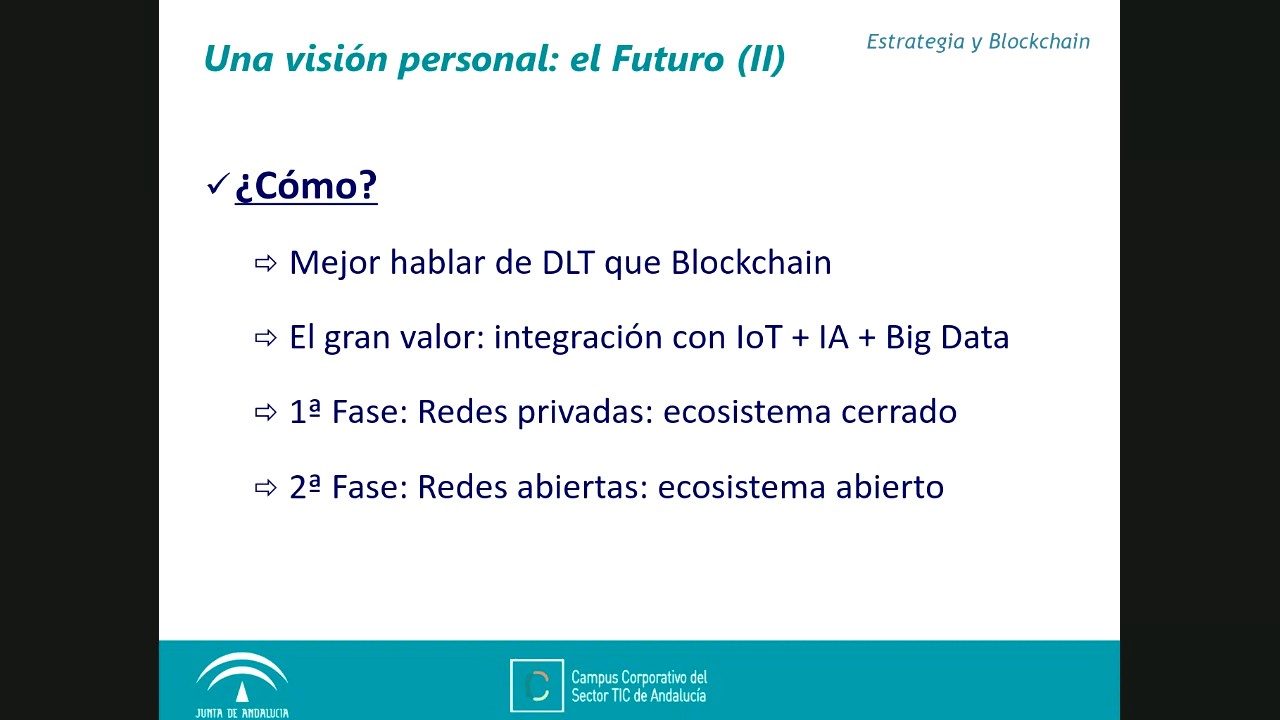 Una visión personal: el Futuro (II)
Estrategia y Blockchain
✓ ¿Cómo?
⇨ Mejor hablar de DLT que Blockchain
⇨ El gran valor: integración con IoT + IA + Big Data
⇨ 1ª Fase: Redes privadas: ecosistema cerrado
⇨ 2ª Fase: Redes abiertas: ecosistema abierto
JUNTA DE ANDALUCIA
C
Campus Corporativo del
Sector TIC de Andalucía